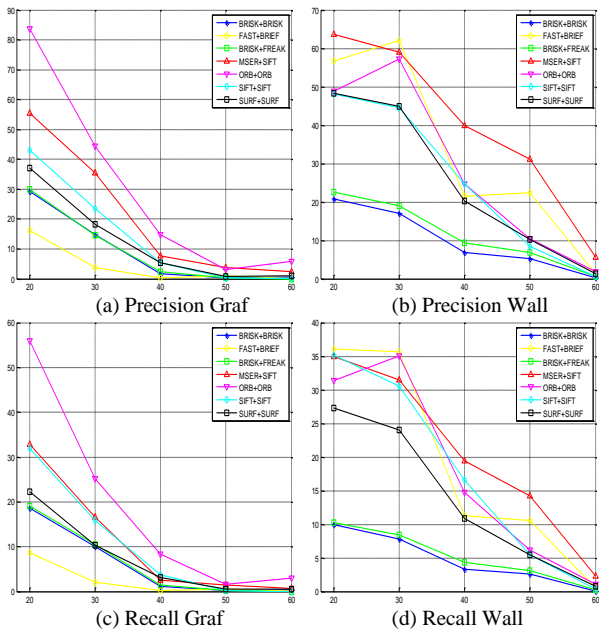 90
80
70
60
50
40
30
20
10
0
20 30 40 50 60
BRISK+BRISK
FAST+BRIEF
BRISK+FREAK
MSER+SIFT
ORB+ORB
SIFT+SIFT
SURF+SURF
(a) Precision Graf
70
60
50
40
30
20
10
0
20 30 40 50 60
BRISK+BRISK
FAST+BRIEF
BRISK+FREAK
MSER+SIFT
ORB+ORB
SIFT+SIFT
SURF+SURF
(b) Precision Wall
60
50
40
30
20
10
0
20 30 40 50 60
BRISK+BRISK
FAST+BRIEF
BRISK+FREAK
MSER+SIFT
ORB+ORB
SIFT+SIFT
SURF+SURF
(c) Recall Graf
40
35
30
25
20
15
10
5
0
20 30 40 50 60
BRISK+BRISK
FAST+BRIEF
BRISK+FREAK
MSER+SIFT
ORB+ORB
SIFT+SIFT
SURF+SURF
(d) Recall Wall